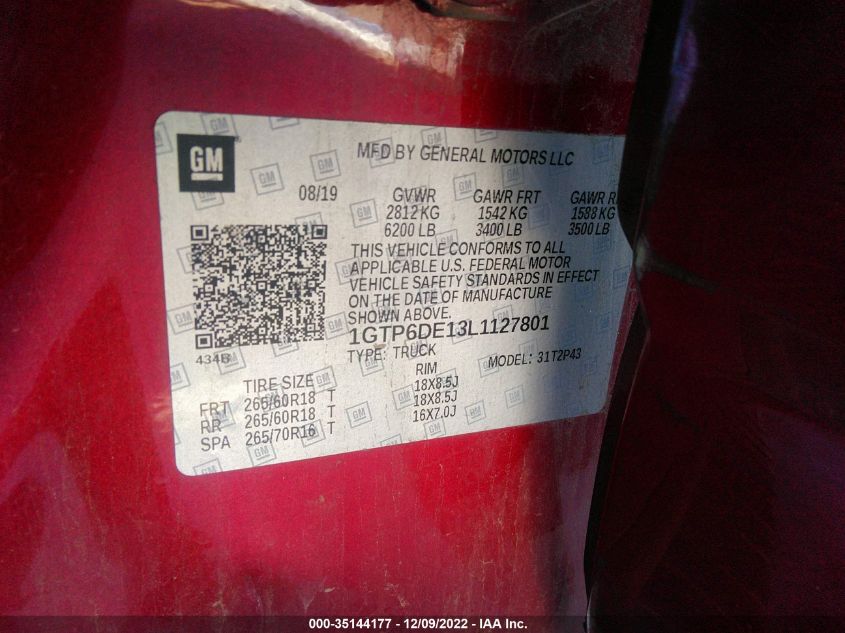 GM
MFD BY GENERAL MOTORS LLC
08/19 GVWR GAWR FRT GAWR R
2812 KG 1542 KG 1588 KG
6200 LB 3400 LB 3500 LB
THIS VEHICLE CONFORMS TO ALL
APPLICABLE U.S. FEDERAL MOTOR
VEHICLE SAFETY STANDARDS IN EFFECT
ON THE DATE OF MANUFACTURE
SHOWN ABOVE.
434B 1GTP6DE13L1127801
TYPE: TRUCK MODEL: 31T2P43
TIRE SIZE RIM
FRT 265/60R18 T 18X8.5J
RR 265/60R18 T 18X8.5J
SPA 265/70R16 T 16X7.0J
000-35144177 - 12/09/2022 - IAA Inc.